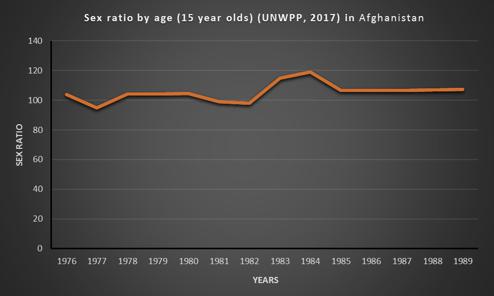 Sex ratio by age (15 year olds) (UNWPP, 2017) in Afghanistan
140
120
100
80
60
40
20
0
SEX RATIO
1976 1977 1978 1979 1980 1981 1982 1983 1984 1985 1986 1987 1988 1989
YEARS